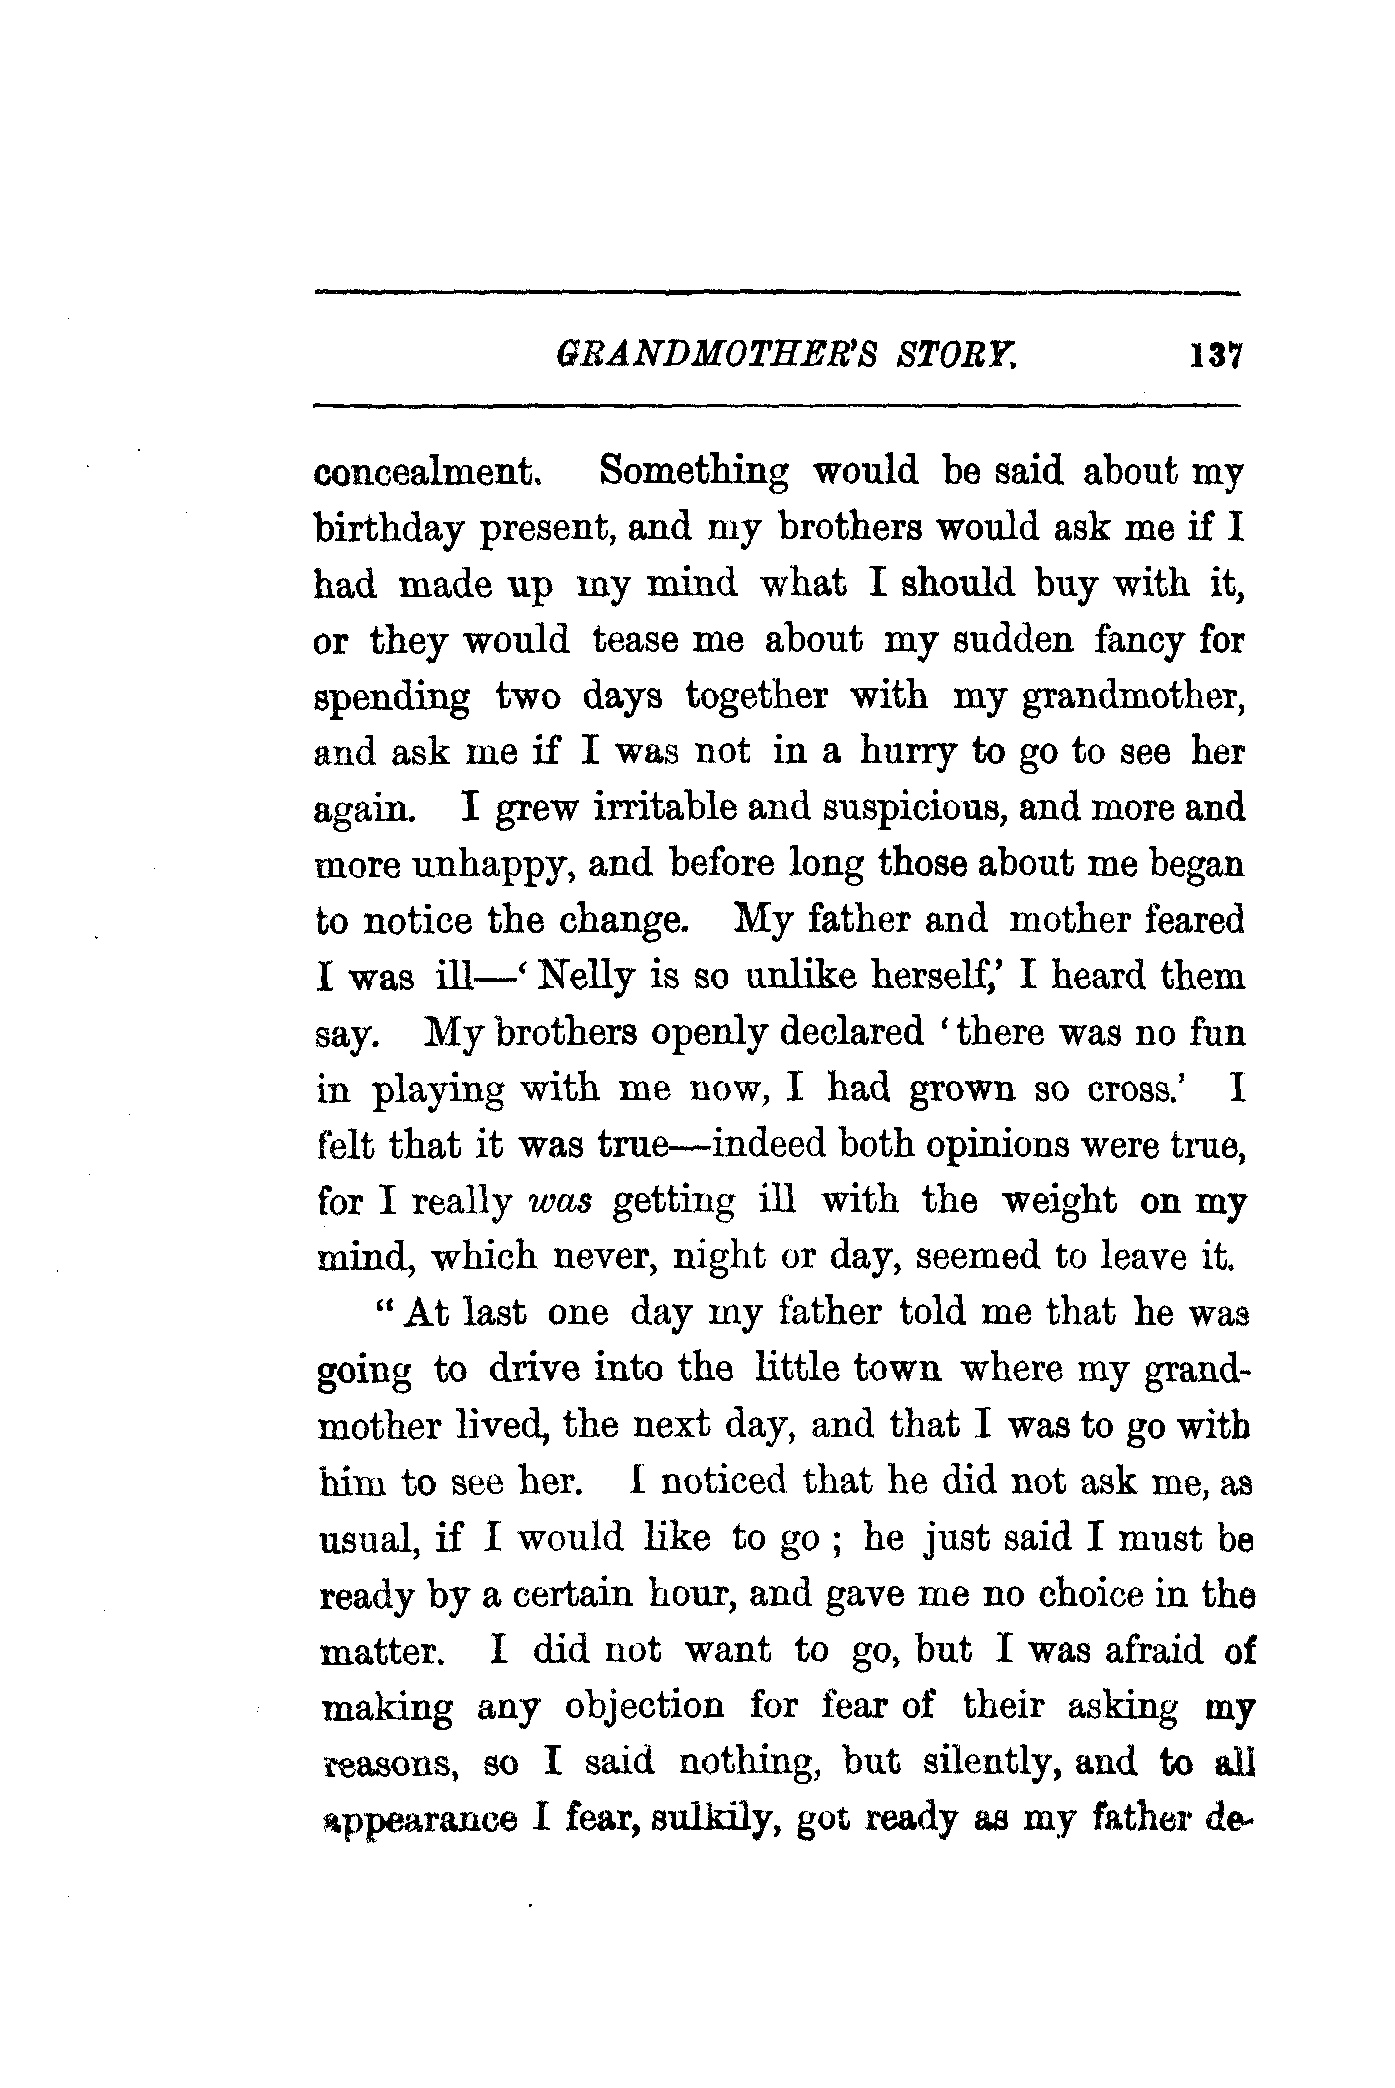 GRANDMOTHER'S STORY. 137
concealment. Something would be said about my
birthday present, and my brothers would ask me if I
had made up my mind what I should buy with it,
or they would tease me about my sudden fancy for
spending two days together with my grandmother,
and ask me if I was not in a hurry to go to see her
again. I grew irritable and suspicious, and more and
more unhappy, and before long those about me began
to notice the change. My father and mother feared
I was ill—‘Nelly is so unlike herself,’ I heard them
say. My brothers openly declared ‘there was no fun
in playing with me now, I had grown so cross.’ I
felt that it was true—indeed both opinions were true,
for I really was getting ill with the weight on my
mind, which never, night or day, seemed to leave it.
“At last one day my father told me that he was
going to drive into the little town where my grand-
mother lived, the next day, and that I was to go with
him to see her. I noticed that he did not ask me, as
usual, if I would like to go ; he just said I must be
ready by a certain hour, and gave me no choice in the
matter. I did not want to go, but I was afraid of
making any objection for fear of their asking my
reasons, so I said nothing, but silently, and to all
appearance I fear, sulkily, got ready as my father de-